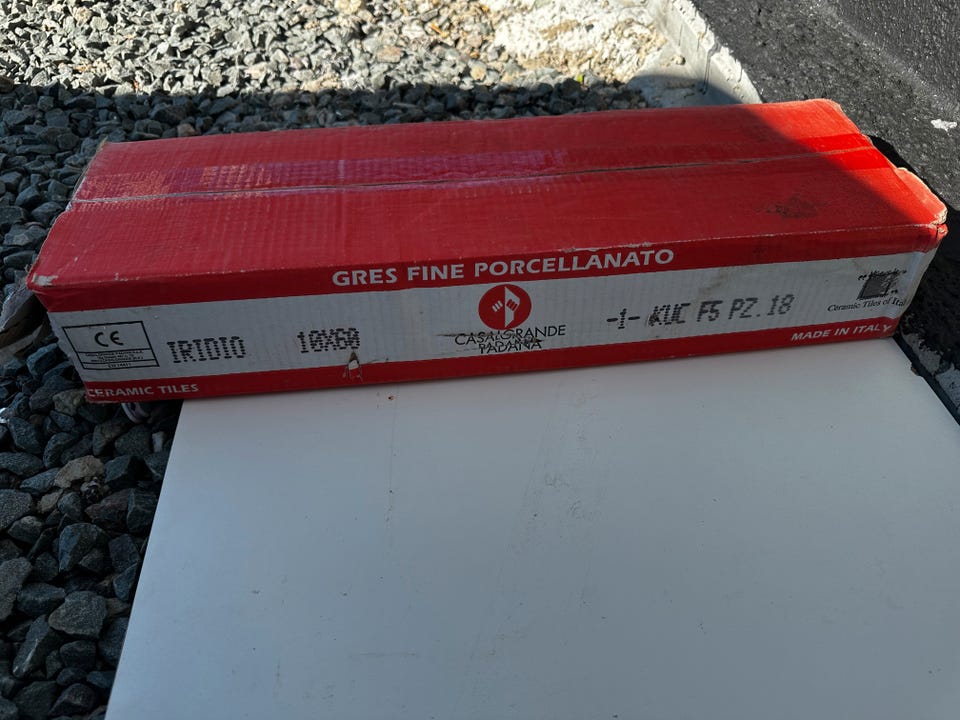 GRES FINE PORCELLANATO
CE
IRIDIO 10X60
CASALGRANDE
PADANA
-1- KUC F5 PZ.18
Ceramic Tiles of Ital
CERAMIC TILES
MADE IN ITALY